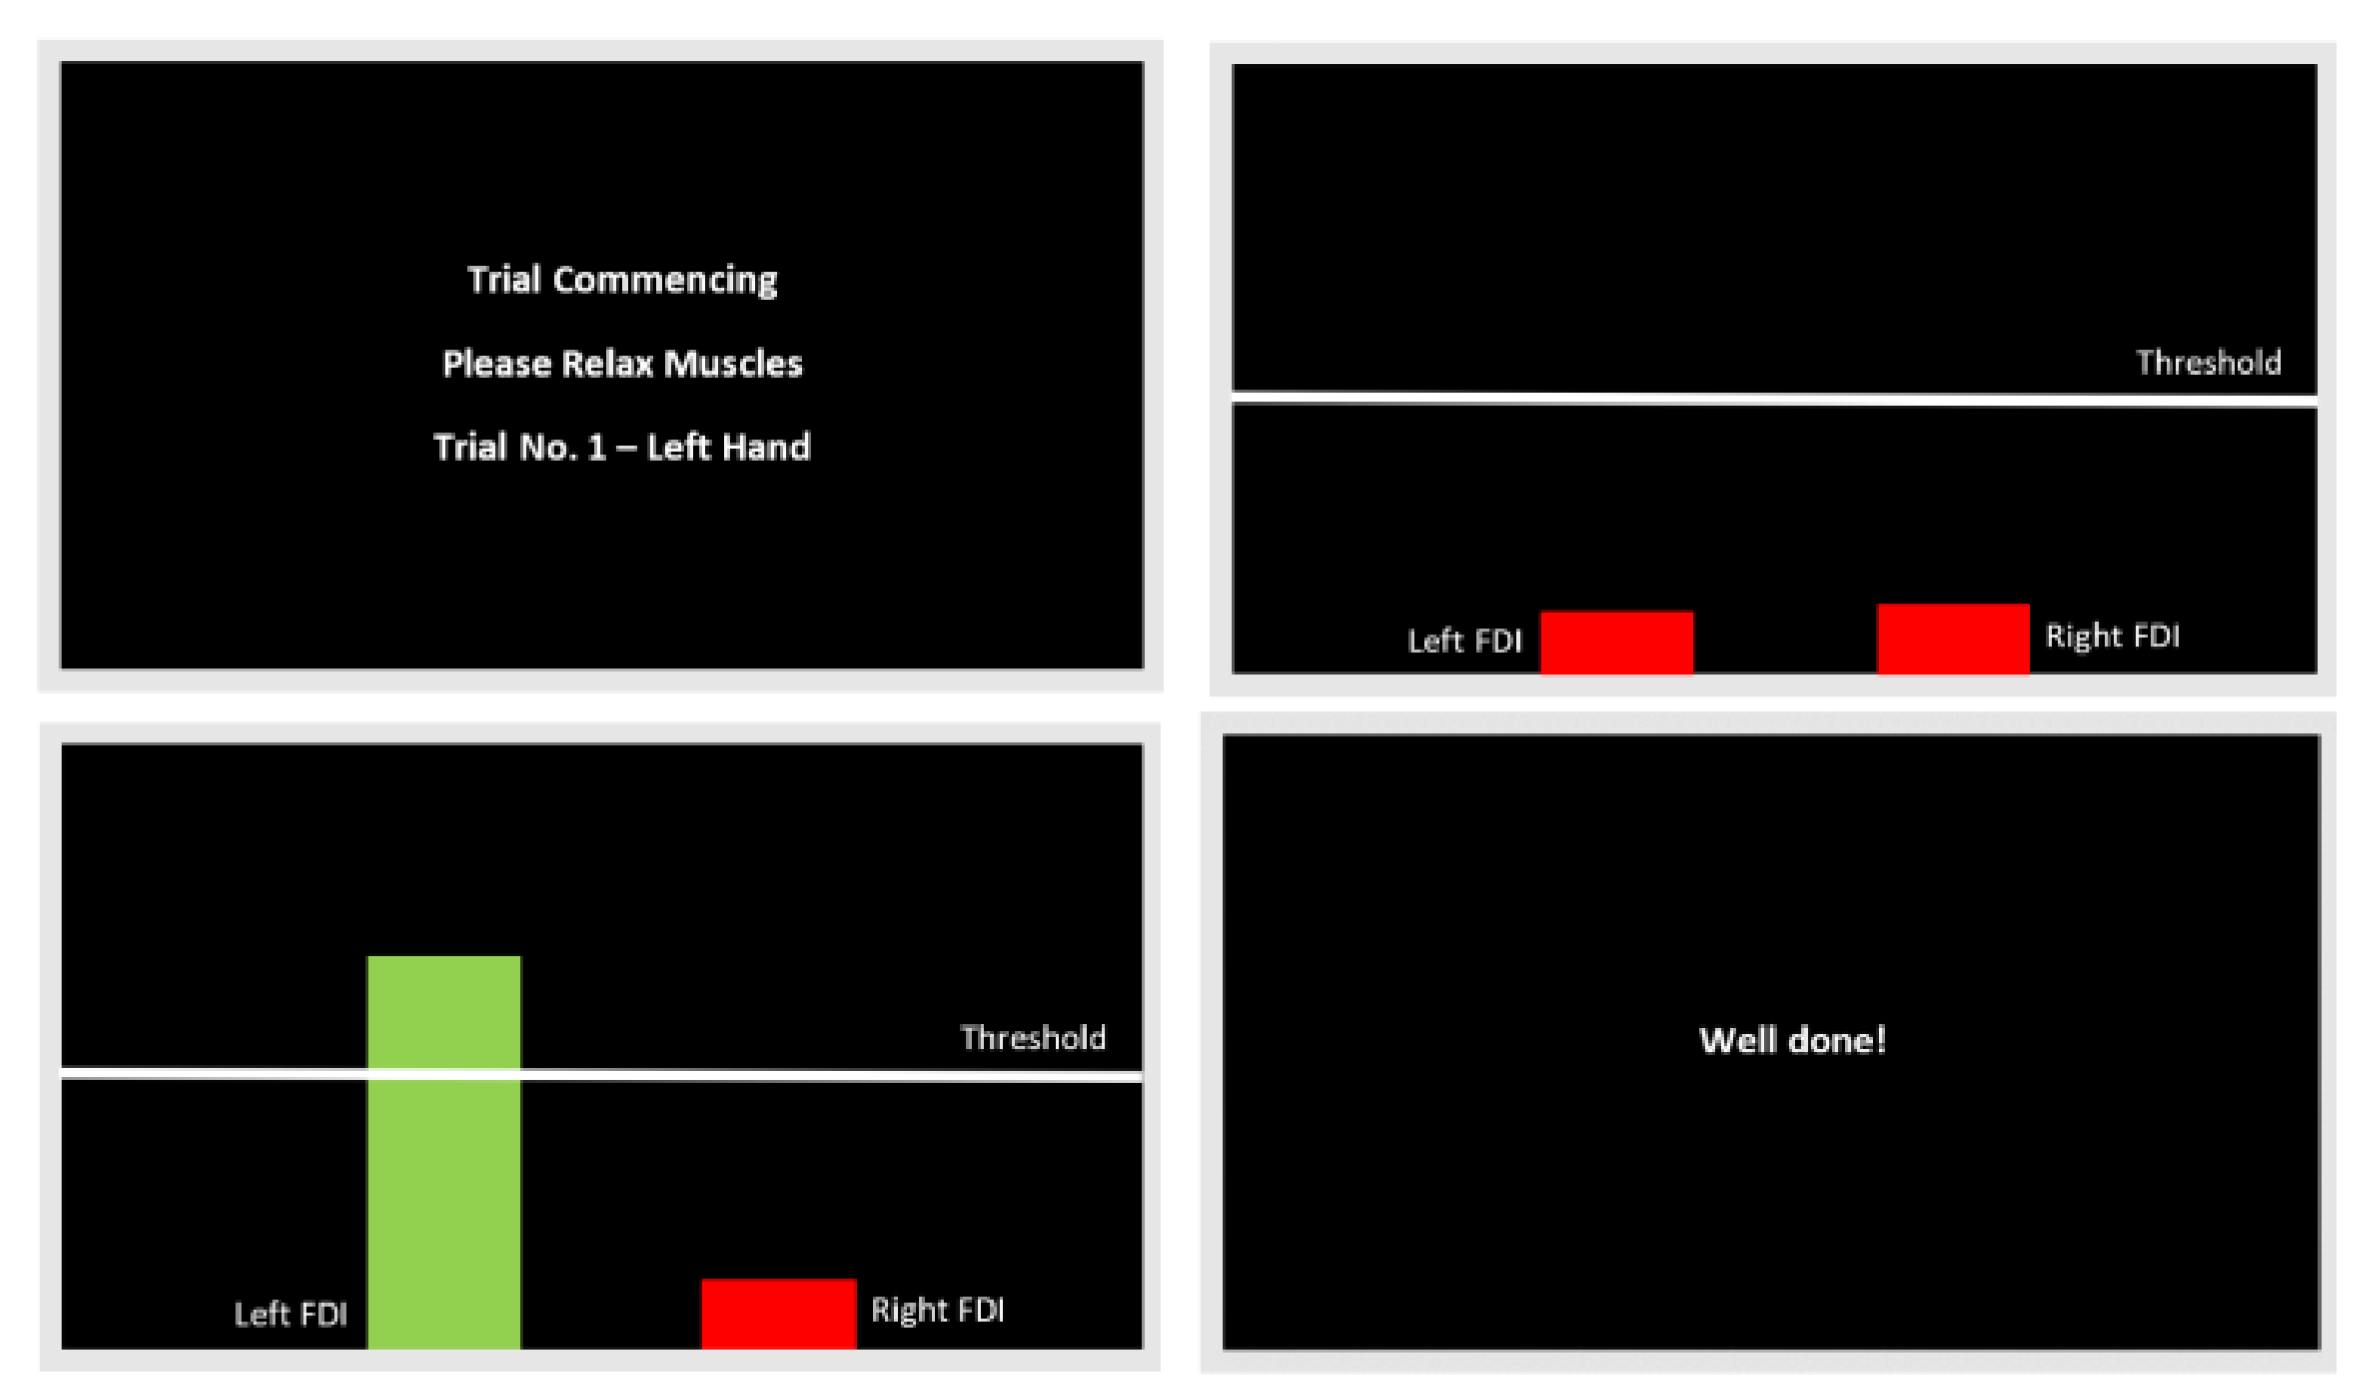 Trial Commencing
Please Relax Muscles
Trial No. 1 – Left Hand
Threshold
Left FDI
Right FDI
Threshold
Left FDI
Right FDI
Well done!